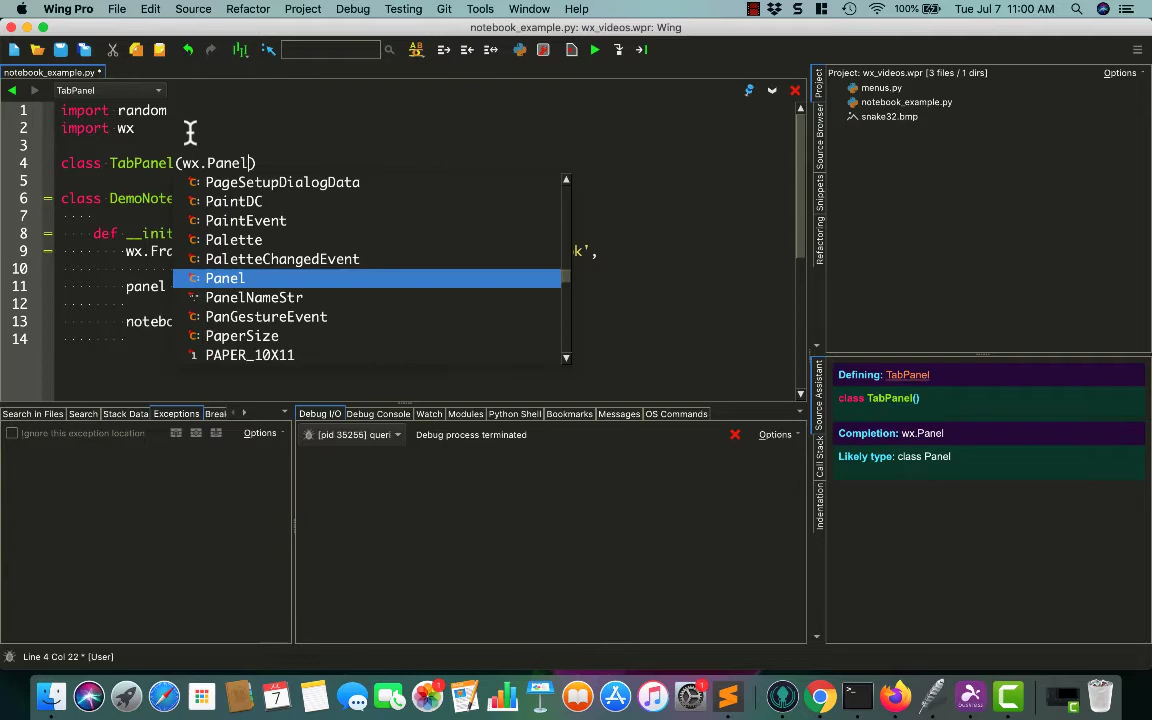 Wing Pro File Edit Source Refactor Project Debug Testing Git Tools Window Help 100% Tue Jul 7 11:00 AM
notebook_example.py: wx_videos.wpr: Wing
notebook_example.py * Project: wx_videos.wpr [3 files / 1 dirs] Options
TabPanel
menus.py
notebook_example.py
snake32.bmp
Project
Source Browser
Snippets
Refactoring
1 import random
2 import wx
3
4 class TabPanel(wx.Panel)
5
6 class DemoNote
7
8 def __init
9 wx.Fra k',
10
11 panel
12
13 notebo
14
PageSetupDialogData
PaintDC
PaintEvent
Palette
PaletteChangedEvent
Panel
PanelNameStr
PanGestureEvent
PaperSize
1 PAPER_10X11
Source Assistant
Call Stack
Indentation
Defining: TabPanel
class TabPanel()
Completion: wx.Panel
Likely type: class Panel
Search in Files Search Stack Data Exceptions Break Debug I/O Debug Console Watch Modules Python Shell Bookmarks Messages OS Commands
Ignore this exception location Options [pid 35255] queri Debug process terminated Options
Line 4 Col 22 * [User]